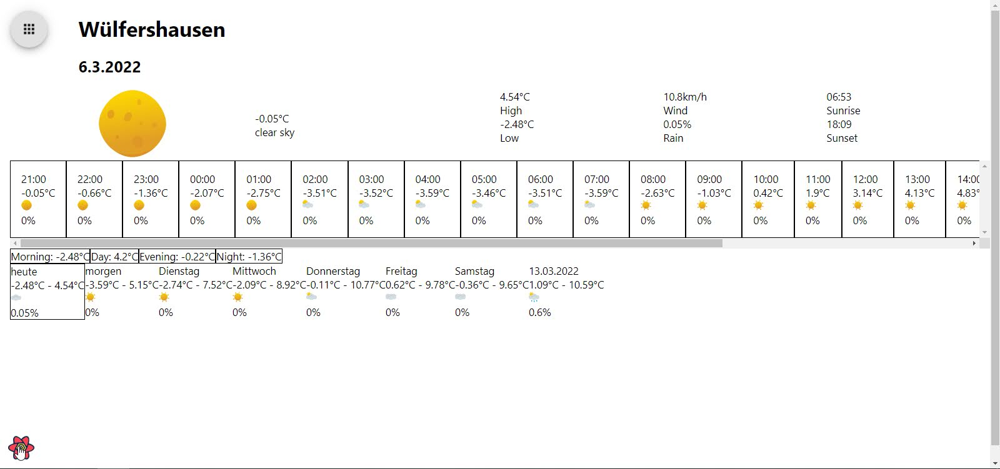 Wülfershausen
6.3.2022
-0.05°C
clear sky
4.54°C
High
-2.48°C
Low
10.8km/h
Wind
0.05%
Rain
06:53
Sunrise
18:09
Sunset
21:00 22:00 23:00 00:00 01:00 02:00 03:00 04:00 05:00 06:00 07:00 08:00 09:00 10:00 11:00 12:00 13:00 14:00
-0.05°C -0.66°C -1.36°C -2.07°C -2.75°C -3.51°C -3.52°C -3.59°C -3.46°C -3.51°C -3.59°C -2.63°C -1.03°C 0.42°C 1.9°C 3.14°C 4.13°C 4.83°
0% 0% 0% 0% 0% 0% 0% 0% 0% 0% 0% 0% 0% 0% 0% 0% 0% 0%
Morning: -2.48°C Day: 4.2°C Evening: -0.22°C Night: -1.36°C
heute morgen Dienstag Mittwoch Donnerstag Freitag Samstag 13.03.2022
-2.48°C - 4.54°C -3.59°C - 5.15°C -2.74°C - 7.52°C -2.09°C - 8.92°C -0.11°C - 10.77°C 0.62°C - 9.78°C -0.36°C - 9.65°C 1.09°C - 10.59°C
0.05% 0% 0% 0% 0% 0% 0% 0.6%